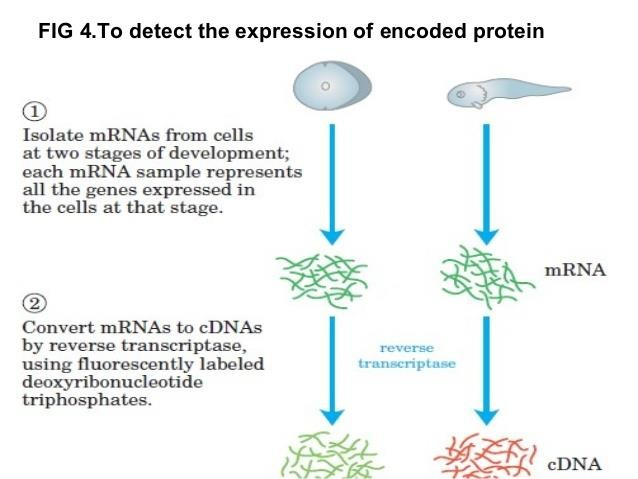 FIG 4.To detect the expression of encoded protein
①
Isolate mRNAs from cells
at two stages of development;
each mRNA sample represents
all the genes expressed in
the cells at that stage.
mRNA
②
Convert mRNAs to cDNAs
by reverse transcriptase,
using fluorescently labeled
deoxyribonucleotide
triphosphates.
reverse
transcriptase
cDNA